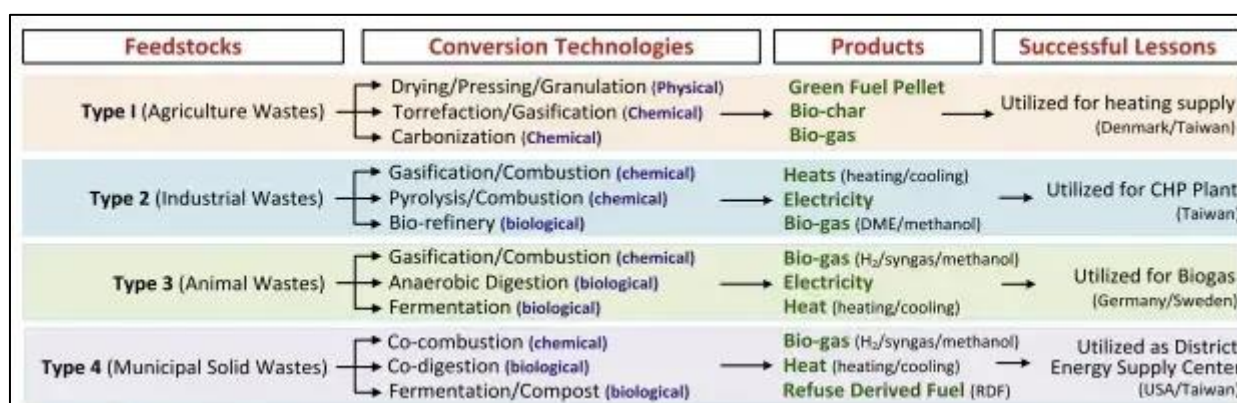 Feedstocks Conversion Technologies Products Successful Lessons
Type I (Agriculture Wastes)
Drying/Pressing/Granulation (Physical)
Torrefaction/Gasification (Chemical)
Carbonization (Chemical)
Green Fuel Pellet
Bio-char
Bio-gas
Utilized for heating supply
(Denmark/Taiwan)
Type 2 (Industrial Wastes)
Gasification/Combustion (chemical)
Pyrolysis/Combustion (chemical)
Bio-refinery (biological)
Heats (heating/cooling)
Electricity
Bio-gas (DME/methanol)
Utilized for CHP Plant
(Taiwan)
Type 3 (Animal Wastes)
Gasification/Combustion (chemical)
Anaerobic Digestion (biological)
Fermentation (biological)
Bio-gas (H₂/syngas/methanol)
Electricity
Heat (heating/cooling)
Utilized for Biogas
(Germany/Sweden)
Type 4 (Municipal Solid Wastes)
Co-combustion (chemical)
Co-digestion (biological)
Fermentation/Compost (biological)
Bio-gas (H₂/syngas/methanol)
Heat (heating/cooling)
Refuse Derived Fuel (RDF)
Utilized as District
Energy Supply Center
(USA/Taiwan)